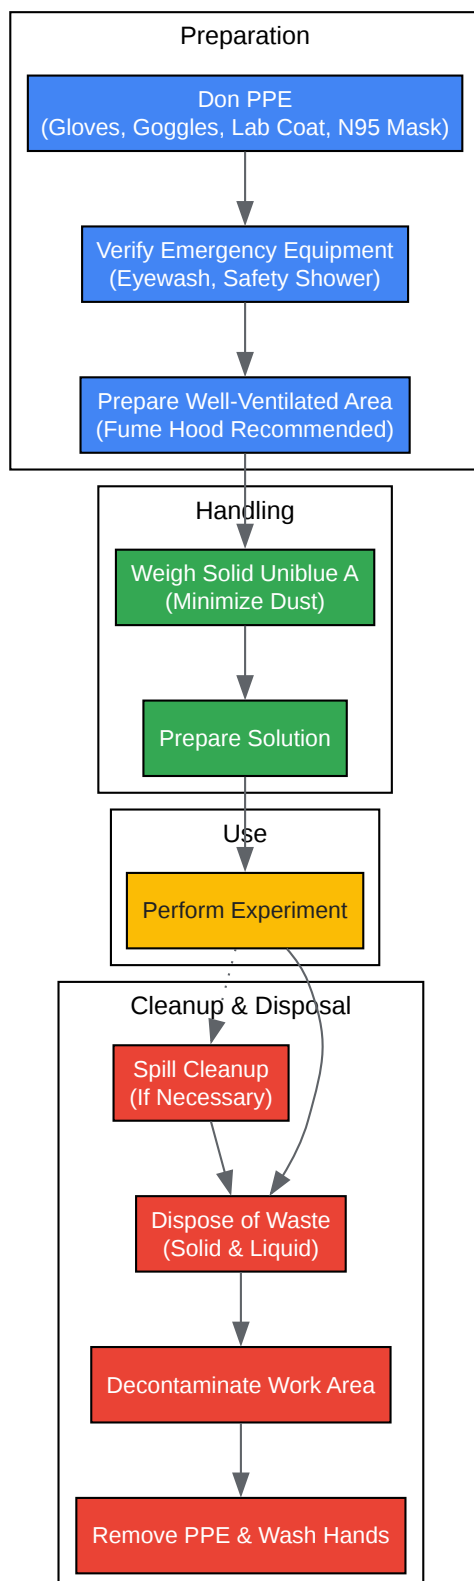 Preparation
Don PPE
(Gloves, Goggles, Lab Coat, N95 Mask)
Verify Emergency Equipment
(Eyewash, Safety Shower)
Prepare Well-Ventilated Area
(Fume Hood Recommended)
Handling
Weigh Solid Uniblue A
(Minimize Dust)
Prepare Solution
Use
Perform Experiment
Cleanup & Disposal
Spill Cleanup
(If Necessary)
Dispose of Waste
(Solid & Liquid)
Decontaminate Work Area
Remove PPE & Wash Hands